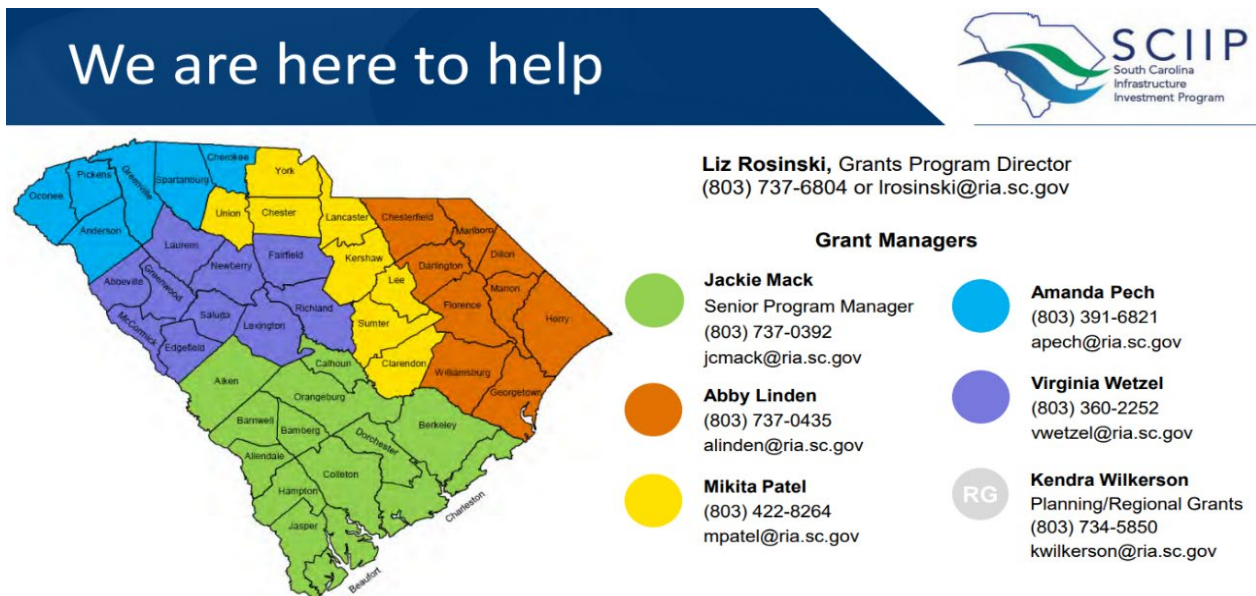 We are here to help
SCIIP
South Carolina
Infrastructure
Investment Program
Liz Rosinski, Grants Program Director
(803) 737-6804 or lrosinski@ria.sc.gov
Grant Managers
Jackie Mack
Senior Program Manager
(803) 737-0392
jcmack@ria.sc.gov
Abby Linden
(803) 737-0435
alinden@ria.sc.gov
Mikita Patel
(803) 422-8264
mpatel@ria.sc.gov
Amanda Pech
(803) 391-6821
apech@ria.sc.gov
Virginia Wetzel
(803) 360-2252
vwetzel@ria.sc.gov
RG
Kendra Wilkerson
Planning/Regional Grants
(803) 734-5850
kwilkerson@ria.sc.gov
Oconee
Pickens
Greenville
Spartanburg
Cherokee
York
Anderson
Union
Chester
Lancaster
Chesterfield
Marlboro
Dillon
Laurens
Newberry
Fairfield
Kershaw
Lee
Darlington
Marion
Florence
Horry
Abbeville
Greenwood
McCormick
Saluda
Lexington
Richland
Sumter
Edgefield
Clarendon
Williamsburg
Georgetown
Aiken
Calhoun
Orangeburg
Barnwell
Bamberg
Dorchester
Berkeley
Allendale
Colleton
Hampton
Charleston
Jasper
Beaufort